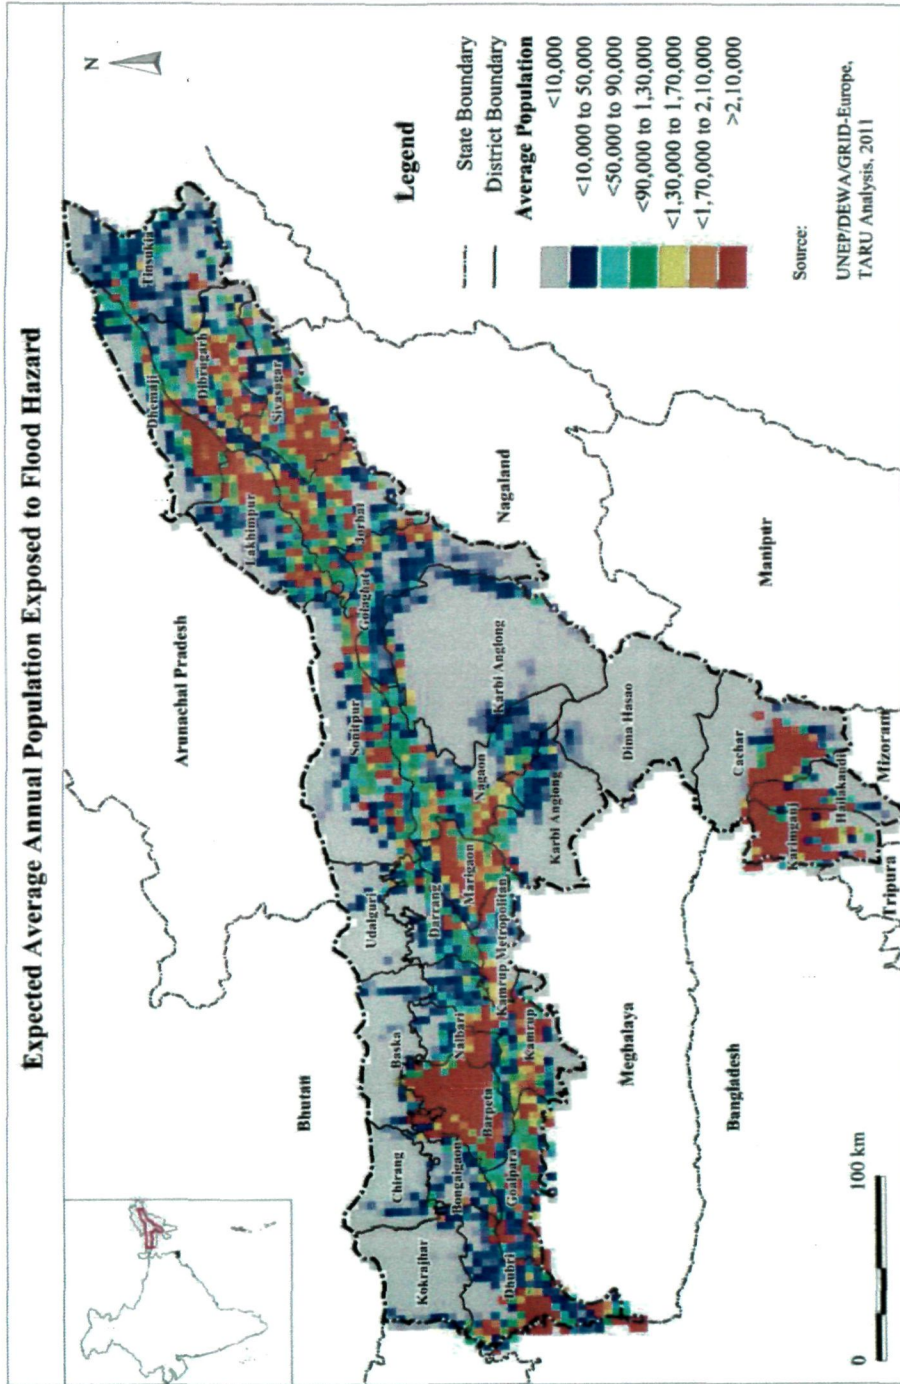 Expected Average Annual Population Exposed to Flood Hazard
N
Legend
State Boundary
District Boundary
Average Population
<10,000
<10,000 to 50,000
<50,000 to 90,000
<90,000 to 1,30,000
<1,30,000 to 1,70,000
<1,70,000 to 2,10,000
>2,10,000
Source:
UNEP/DEWA/GRID-Europe,
TARU Analysis, 2011
Bhutan
Arunachal Pradesh
Nagaland
Manipur
Mizoram
Tripura
Meghalaya
Bangladesh
Kokrajhar
Chirang
Baska
Udalguri
Dhubri
Bongaigaon
Goalpara
Barpeta
Nalbari
Kamrup
Kamrup Metropolitan
Darrang
Marigaon
Sonitpur
Nagaon
Karbi Anglong
Karbi Anglong
Dima Hasao
Golaghat
Jorhat
Lakhimpur
Dhemaji
Sivasagar
Dibrugarh
Tinsukia
Cachar
Karimganj
Hailakandi
0
100 km